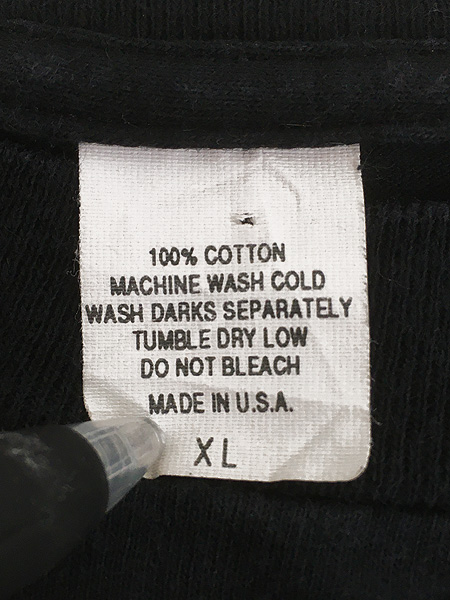 100% COTTON
MACHINE WASH COLD
WASH DARKS SEPARATELY
TUMBLE DRY LOW
DO NOT BLEACH
MADE IN U.S.A.
XL